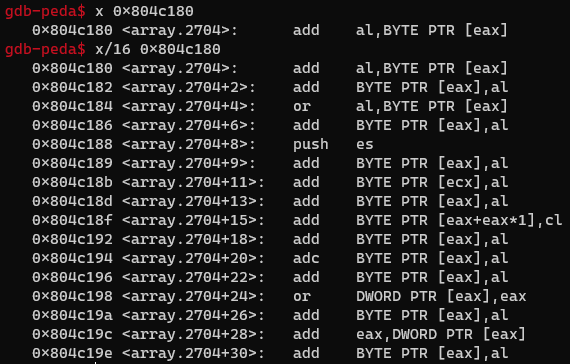 gdb-peda$ x 0×804c180
   0×804c180 <array.2704>:      add    al,BYTE PTR [eax]
gdb-peda$ x/16 0×804c180
   0×804c180 <array.2704>:      add    al,BYTE PTR [eax]
   0×804c182 <array.2704+2>:    add    BYTE PTR [eax],al
   0×804c184 <array.2704+4>:    or     al,BYTE PTR [eax]
   0×804c186 <array.2704+6>:    add    BYTE PTR [eax],al
   0×804c188 <array.2704+8>:    push   es
   0×804c189 <array.2704+9>:    add    BYTE PTR [eax],al
   0×804c18b <array.2704+11>:   add    BYTE PTR [ecx],al
   0×804c18d <array.2704+13>:   add    BYTE PTR [eax],al
   0×804c18f <array.2704+15>:   add    BYTE PTR [eax+eax*1],cl
   0×804c192 <array.2704+18>:   add    BYTE PTR [eax],al
   0×804c194 <array.2704+20>:   adc    BYTE PTR [eax],al
   0×804c196 <array.2704+22>:   add    BYTE PTR [eax],al
   0×804c198 <array.2704+24>:   or     DWORD PTR [eax],eax
   0×804c19a <array.2704+26>:   add    BYTE PTR [eax],al
   0×804c19c <array.2704+28>:   add    eax,DWORD PTR [eax]
   0×804c19e <array.2704+30>:   add    BYTE PTR [eax],al